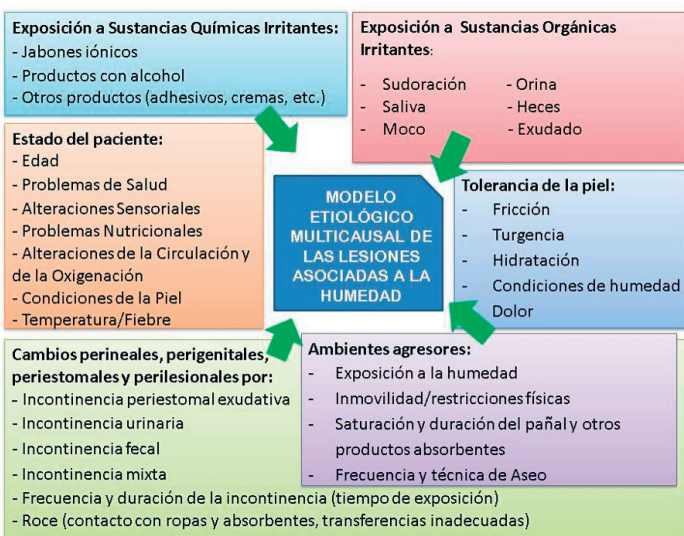 Exposición a Sustancias Químicas Irritantes:
- Jabones iónicos
- Productos con alcohol
- Otros productos (adhesivos, cremas, etc.)
Exposición a Sustancias Orgánicas
Irritantes:
- Sudoración - Orina
- Saliva - Heces
- Moco - Exudado
Estado del paciente:
- Edad
- Problemas de Salud
- Alteraciones Sensoriales
- Problemas Nutricionales
- Alteraciones de la Circulación y
de la Oxigenación
- Condiciones de la Piel
- Temperatura/Fiebre
MODELO
ETIOLÓGICO
MULTICAUSAL DE
LAS LESIONES
ASOCIADAS A LA
HUMEDAD
Tolerancia de la piel:
- Fricción
- Turgencia
- Hidratación
- Condiciones de humedad
Dolor
Cambios perineales, perigenitales,
periestomales y perilesionales por:
- Incontinencia periestomal exudativa
- Incontinencia urinaria
- Incontinencia fecal
- Incontinencia mixta
- Frecuencia y duración de la incontinencia (tiempo de exposición)
- Roce (contacto con ropas y absorbentes, transferencias inadecuadas)
Ambientes agresores:
- Exposición a la humedad
- Inmovilidad/restricciones físicas
- Saturación y duración del pañal y otros
productos absorbentes
- Frecuencia y técnica de Aseo